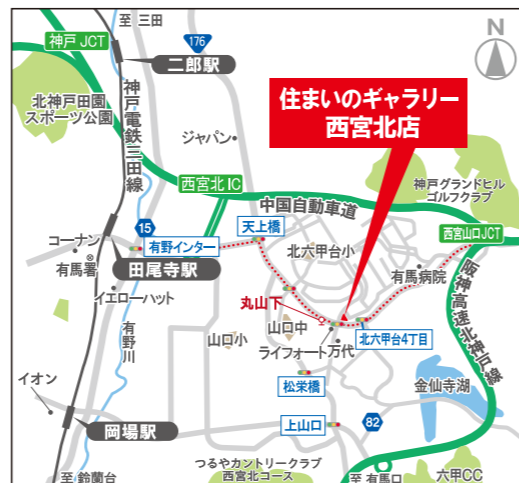 至 三田
神戸 JCT
176
二郎駅
N
北神戸田園
スポーツ公園
神戸電鉄三田線
ジャパン
住まいのギャラリー
西宮北店
西宮北 IC
中国自動車道
神戸グランドヒル
ゴルフクラブ
15
有野インター
天上橋
西宮山口JCT
コーナン
有馬署
田尾寺駅
北六甲台小
有馬病院
阪神高速北神戸線
イエローハット
丸山下
有野川
山口小
山口中
ライフォート
万代
北六甲台4丁目
松栄橋
イオン
金仙寺湖
岡場駅
上山口
82
つるやカントリークラブ
西宮北コース
至 鈴蘭台
至 有馬口
六甲CC